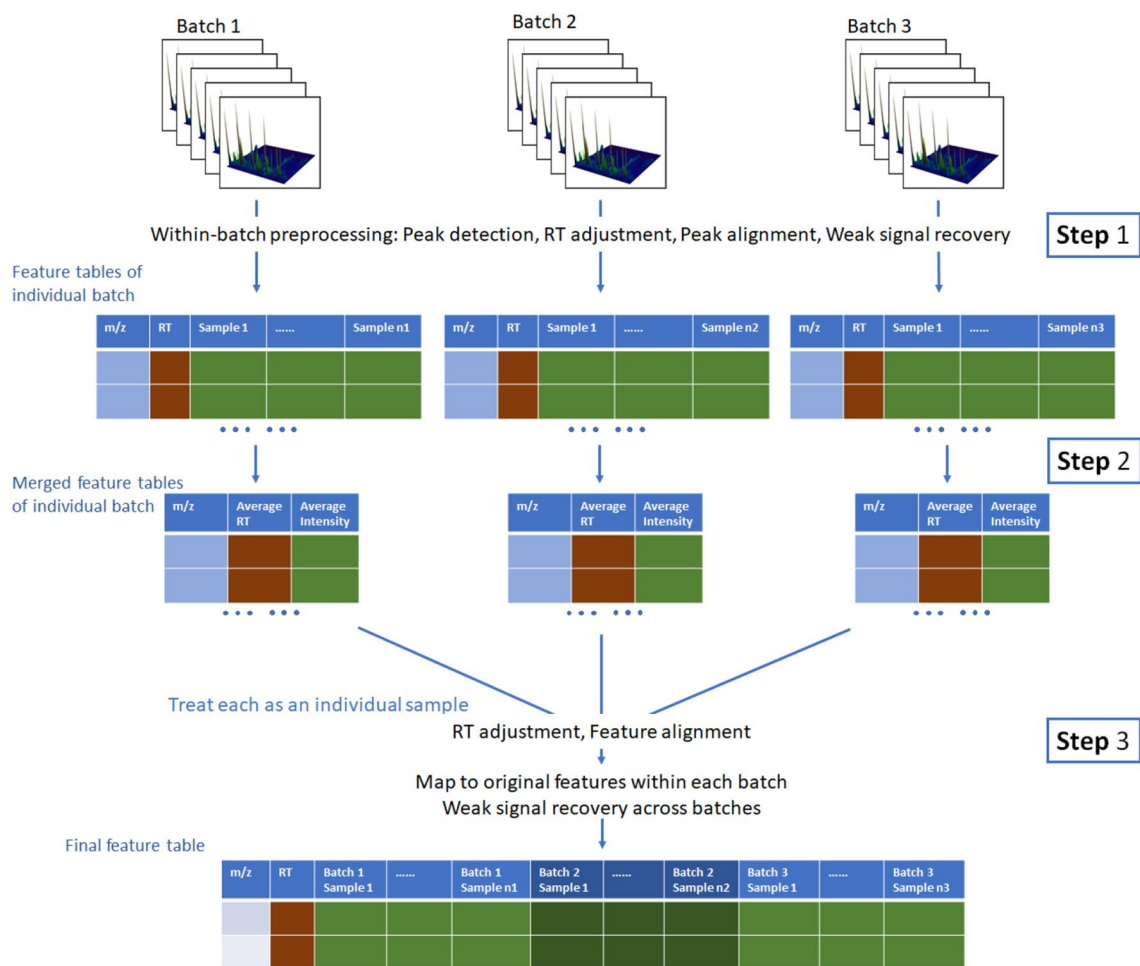 Batch 1
Batch 2
Batch 3
Within-batch preprocessing: Peak detection, RT adjustment, Peak alignment, Weak signal recovery
Step 1
Feature tables of
individual batch
m/z RT Sample 1 ...... Sample n1
m/z RT Sample 1 ...... Sample n2
m/z RT Sample 1 ...... Sample n3
Step 2
Merged feature tables
of individual batch
m/z Average
RT Average
Intensity
m/z Average
RT Average
Intensity
m/z Average
RT Average
Intensity
Treat each as an individual sample
RT adjustment, Feature alignment
Step 3
Map to original features within each batch
Weak signal recovery across batches
Final feature table
m/z RT Batch 1
Sample 1 ...... Batch 1
Sample n1 Batch 2
Sample 1 ...... Batch 2
Sample n2 Batch 3
Sample 1 ...... Batch 3
Sample n3